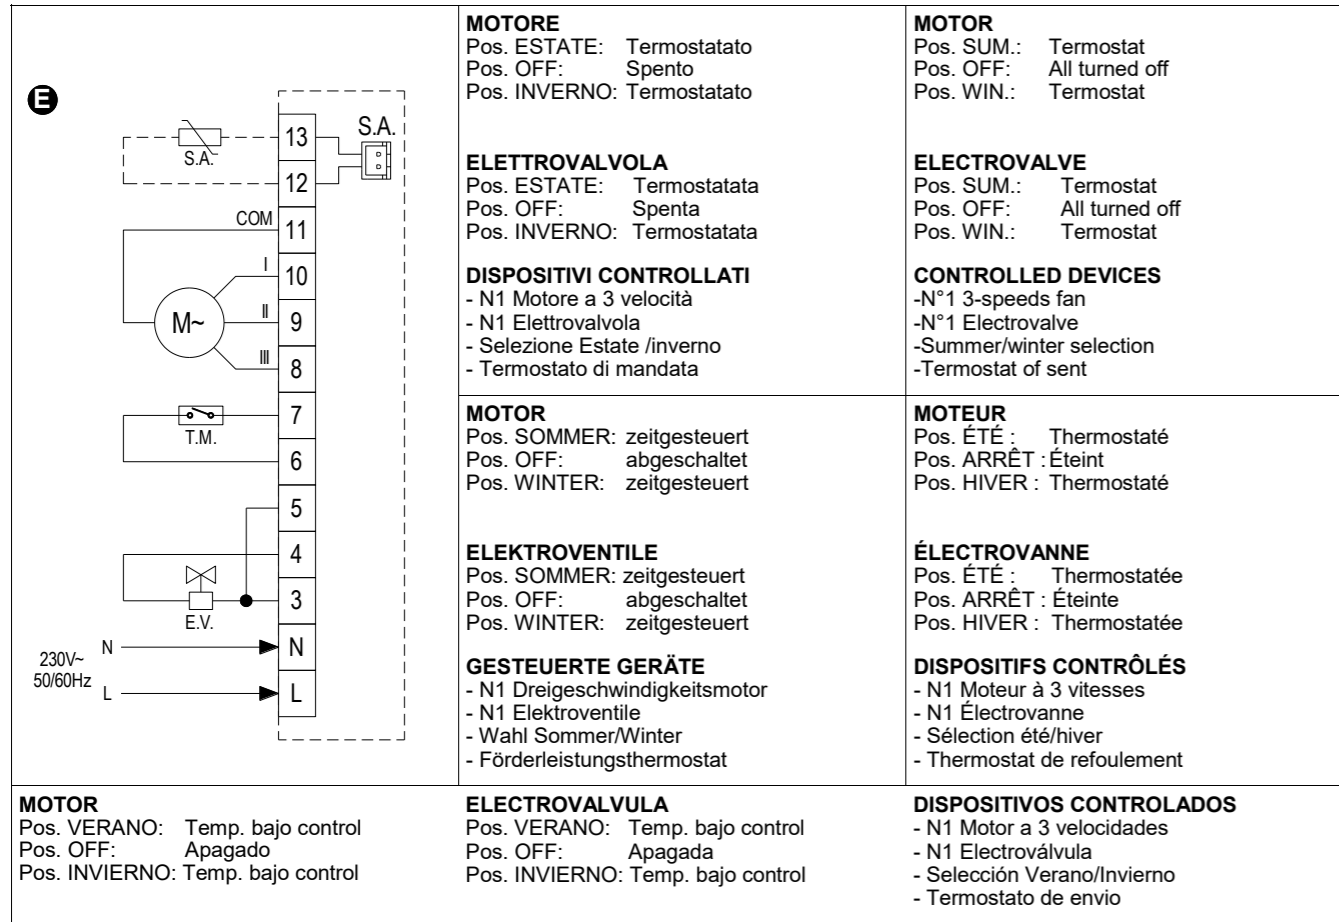 E
S.A.
S.A.
13
12
COM
11
I
10
M~
II
9
III
8
7
T.M.
6
5
4
3
E.V.
N
N
230V~
50/60Hz
L
L
MOTORE
Pos. ESTATE: Termostatato
Pos. OFF: Spento
Pos. INVERNO: Termostatato
ELETTROVALVOLA
Pos. ESTATE: Termostatata
Pos. OFF: Spenta
Pos. INVERNO: Termostatata
DISPOSITIVI CONTROLLATI
- N1 Motore a 3 velocità
- N1 Elettrovalvola
- Selezione Estate /inverno
- Termostato di mandata
MOTOR
Pos. SUM.: Termostat
Pos. OFF: All turned off
Pos. WIN.: Termostat
ELECTROVALVE
Pos. SUM.: Termostat
Pos. OFF: All turned off
Pos. WIN.: Termostat
CONTROLLED DEVICES
-N°1 3-speeds fan
-N°1 Electrovalve
-Summer/winter selection
-Termostat of sent
MOTOR
Pos. SOMMER: zeitgesteuert
Pos. OFF: abgeschaltet
Pos. WINTER: zeitgesteuert
ELEKTROVENTILE
Pos. SOMMER: zeitgesteuert
Pos. OFF: abgeschaltet
Pos. WINTER: zeitgesteuert
GESTEUERTE GERÄTE
- N1 Dreigeschwindigkeitsmotor
- N1 Elektroventile
- Wahl Sommer/Winter
- Förderleistungsthermostat
MOTEUR
Pos. ÉTÉ : Thermostaté
Pos. ARRÊT : Éteint
Pos. HIVER : Thermostaté
ÉLECTROVANNE
Pos. ÉTÉ : Thermostatée
Pos. ARRÊT : Éteinte
Pos. HIVER : Thermostatée
DISPOSITIFS CONTRÔLÉS
- N1 Moteur à 3 vitesses
- N1 Électrovanne
- Sélection été/hiver
- Thermostat de refoulement
MOTOR
Pos. VERANO: Temp. bajo control
Pos. OFF: Apagado
Pos. INVIERNO: Temp. bajo control
ELECTROVALVULA
Pos. VERANO: Temp. bajo control
Pos. OFF: Apagada
Pos. INVIERNO: Temp. bajo control
DISPOSITIVOS CONTROLADOS
- N1 Motor a 3 velocidades
- N1 Electroválvula
- Selección Verano/Invierno
- Termostato de envio